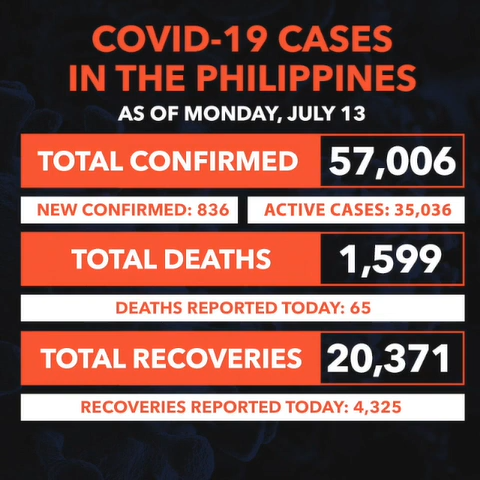 COVID-19 CASES
IN THE PHILIPPINES
AS OF MONDAY, JULY 13
TOTAL CONFIRMED 57,006
NEW CONFIRMED: 836 ACTIVE CASES: 35,036
TOTAL DEATHS 1,599
DEATHS REPORTED TODAY: 65
TOTAL RECOVERIES 20,371
RECOVERIES REPORTED TODAY: 4,325